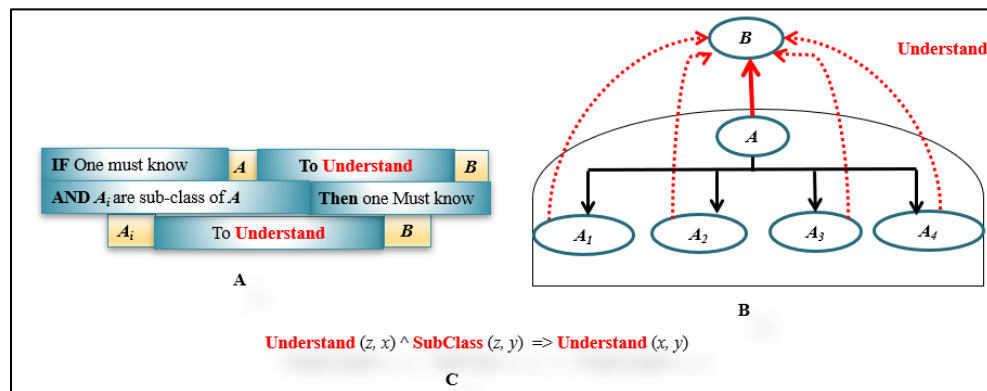 IF One must know A To Understand B
AND Ai are sub-class of A Then one Must know
Ai To Understand B
A
B
Understand
A
A1 A2 A3 A4
B
Understand (z, x) ^ SubClass (z, y) => Understand (x, y)
C